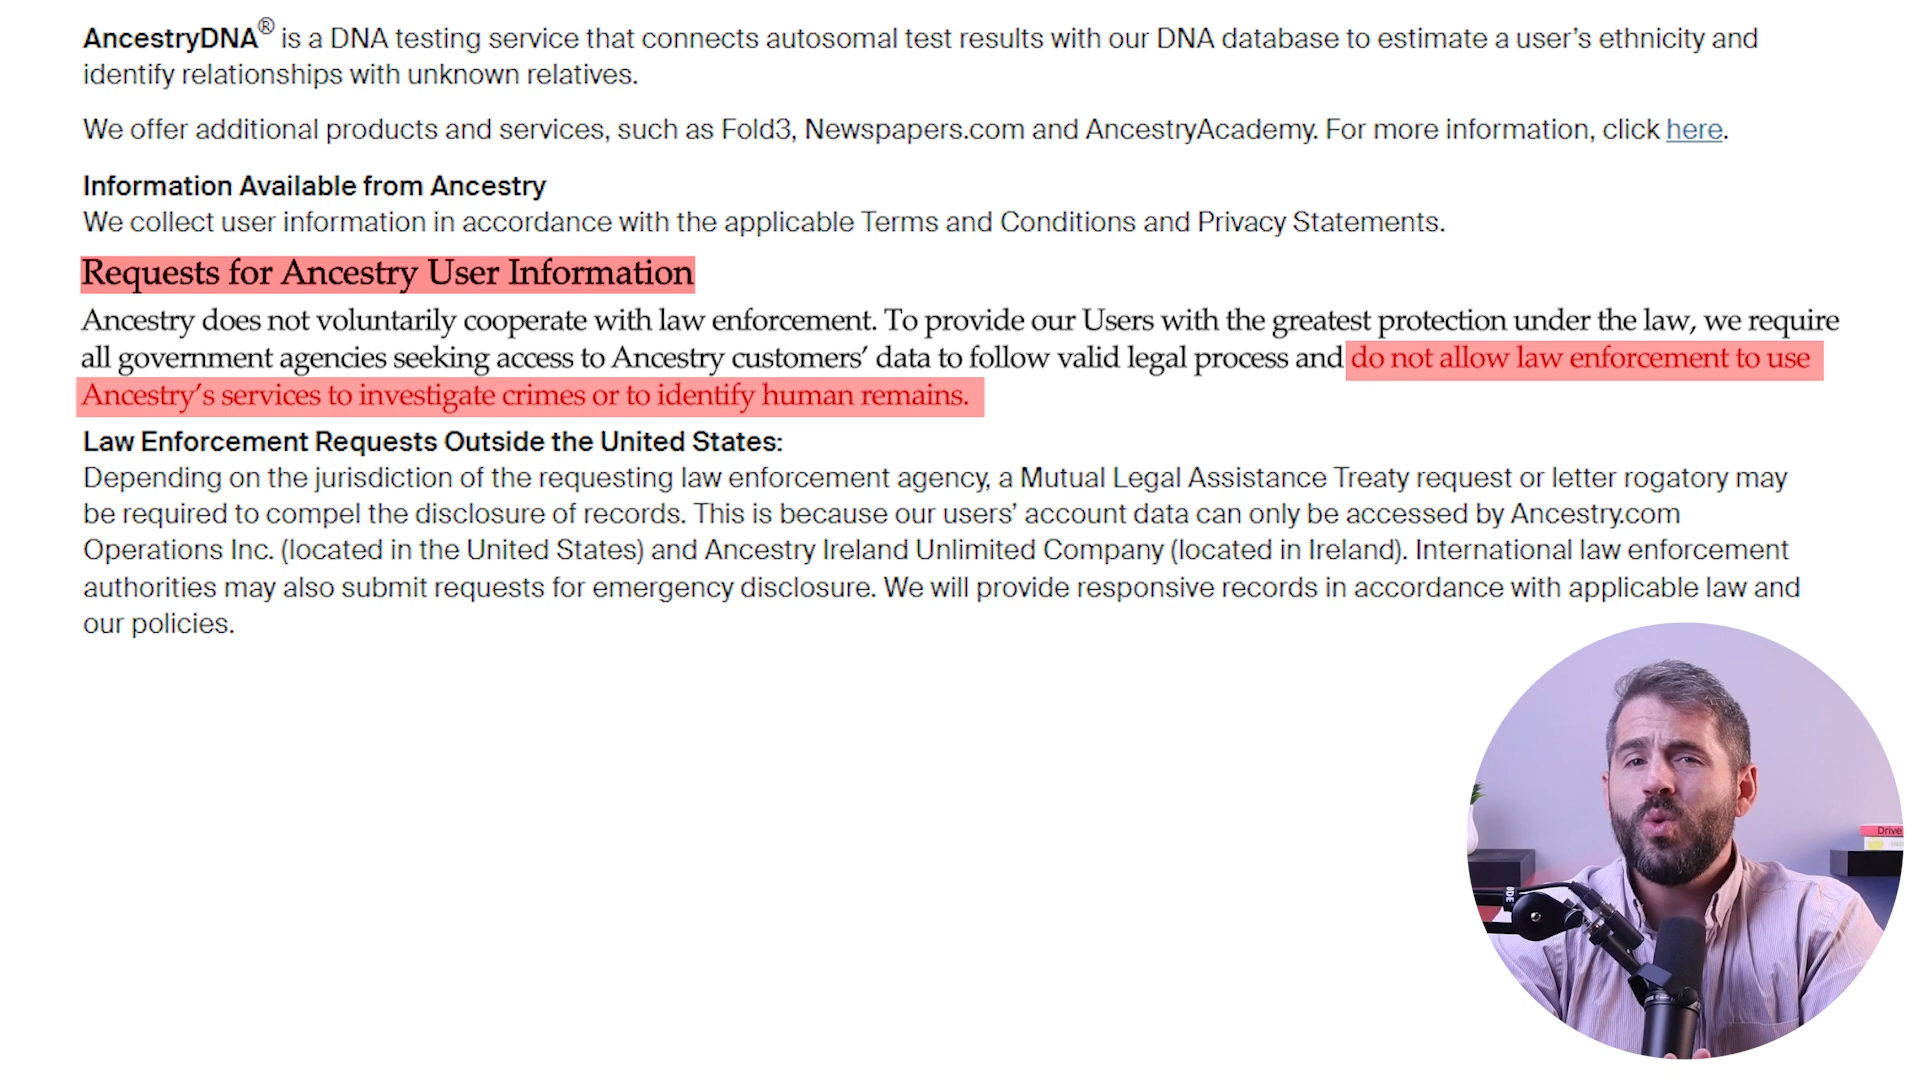 AncestryDNA® is a DNA testing service that connects autosomal test results with our DNA database to estimate a user’s ethnicity and
identify relationships with unknown relatives.
We offer additional products and services, such as Fold3, Newspapers.com and AncestryAcademy. For more information, click here.
Information Available from Ancestry
We collect user information in accordance with the applicable Terms and Conditions and Privacy Statements.
Requests for Ancestry User Information
Ancestry does not voluntarily cooperate with law enforcement. To provide our Users with the greatest protection under the law, we require
all government agencies seeking access to Ancestry customers’ data to follow valid legal process and do not allow law enforcement to use
Ancestry’s services to investigate crimes or to identify human remains.
Law Enforcement Requests Outside the United States:
Depending on the jurisdiction of the requesting law enforcement agency, a Mutual Legal Assistance Treaty request or letter rogatory may
be required to compel the disclosure of records. This is because our users’ account data can only be accessed by Ancestry.com
Operations Inc. (located in the United States) and Ancestry Ireland Unlimited Company (located in Ireland). International law enforcement
authorities may also submit requests for emergency disclosure. We will provide responsive records in accordance with applicable law and
our policies.
Drive